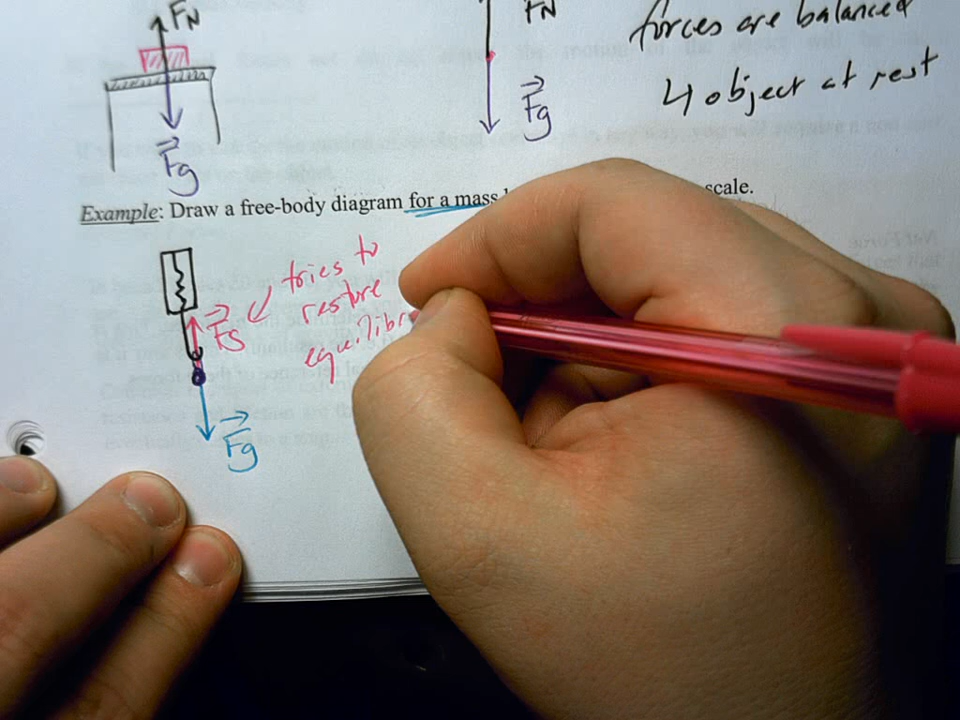 FN
FN
forces are balanced
↳ object at rest
Fg
Fg
Example: Draw a free-body diagram for a mass scale.
tries to
restore
equilibr
Fs
Fg